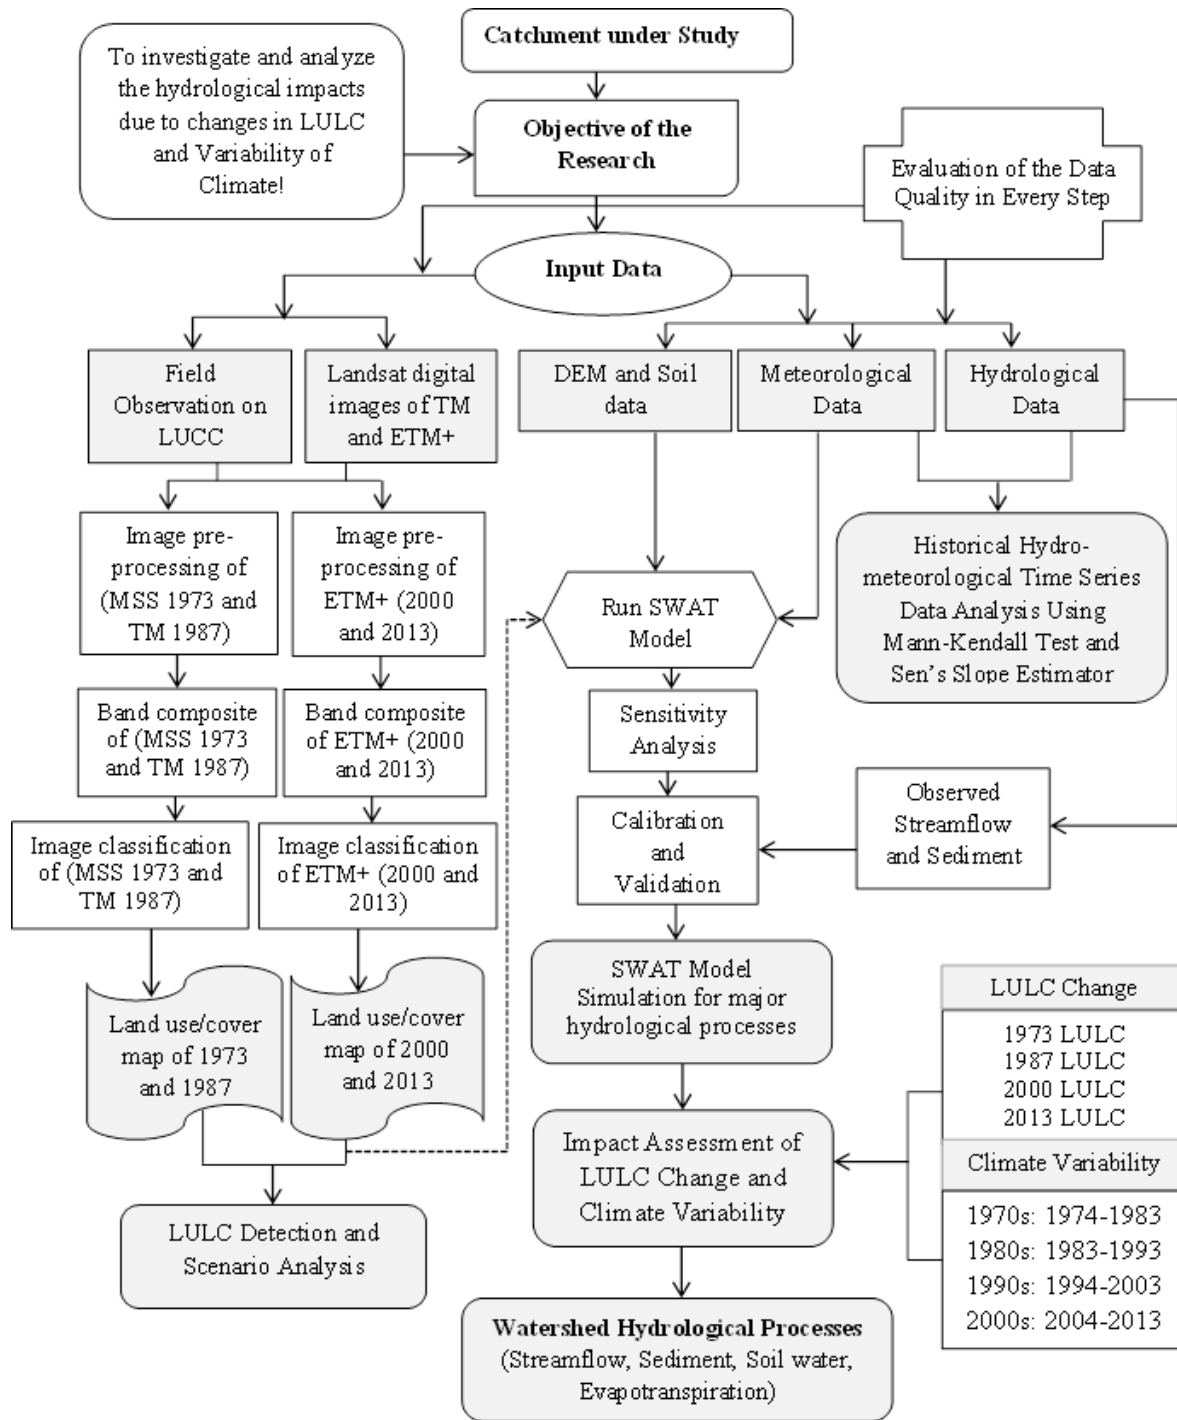 Catchment under Study
To investigate and analyze
the hydrological impacts
due to changes in LULC
and Variability of
Climate!
Objective of the
Research
Evaluation of the Data
Quality in Every Step
Input Data
Field
Observation on
LUCC
Landsat digital
images of TM
and ETM+
DEM and Soil
data
Meteorological
Data
Hydrological
Data
Image pre-
processing of
(MSS 1973 and
TM 1987)
Image pre-
processing of
ETM+ (2000
and 2013)
Historical Hydro-
meteorological Time Series
Data Analysis Using
Mann-Kendall Test and
Sen's Slope Estimator
Run SWAT
Model
Band composite
of (MSS 1973
and TM 1987)
Band composite
of ETM+ (2000
and 2013)
Sensitivity
Analysis
Image classification
of (MSS 1973 and
TM 1987)
Image classification
of ETM+ (2000 and
2013)
Calibration
and
Validation
Observed
Streamflow
and Sediment
Land use/cover
map of 1973
and 1987
Land use/cover
map of 2000
and 2013
SWAT Model
Simulation for major
hydrological processes
LULC Change
1973 LULC
1987 LULC
2000 LULC
2013 LULC
Climate Variability
1970s: 1974-1983
1980s: 1983-1993
1990s: 1994-2003
2000s: 2004-2013
Impact Assessment of
LULC Change and
Climate Variability
LULC Detection and
Scenario Analysis
Watershed Hydrological Processes
(Streamflow, Sediment, Soil water,
Evapotranspiration)